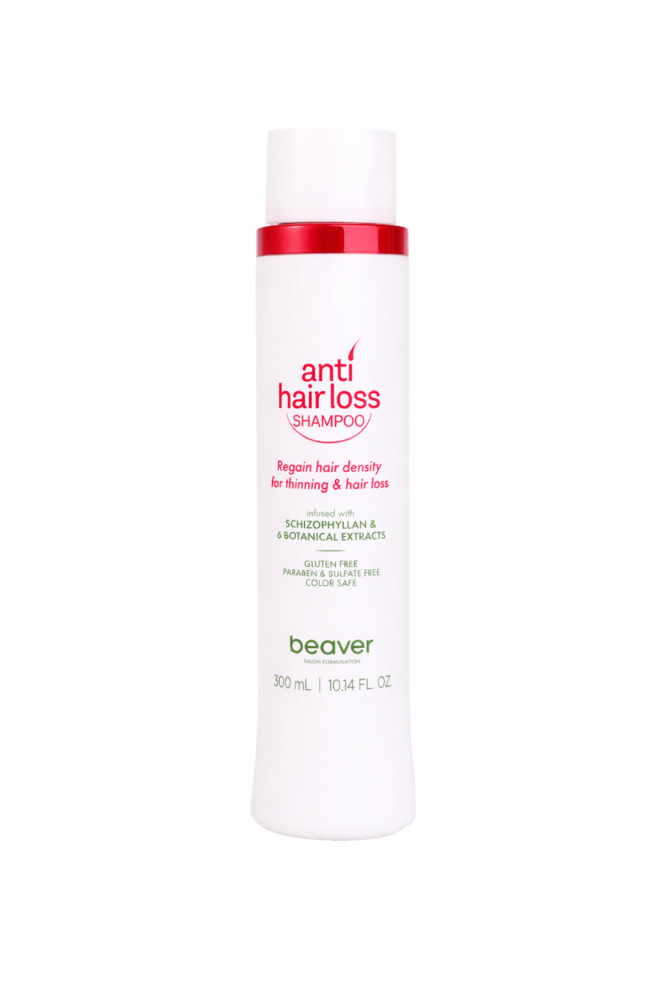 anti
hair loss
SHAMPOO
Regain hair density
for thinning & hair loss
infused with
SCHIZOPHYLLAN &
6 BOTANICAL EXTRACTS
GLUTEN FREE
PARABEN & SULFATE FREE
COLOR SAFE
beaver
SALON FORMULATION
300 mL | 10.14 FL. OZ.